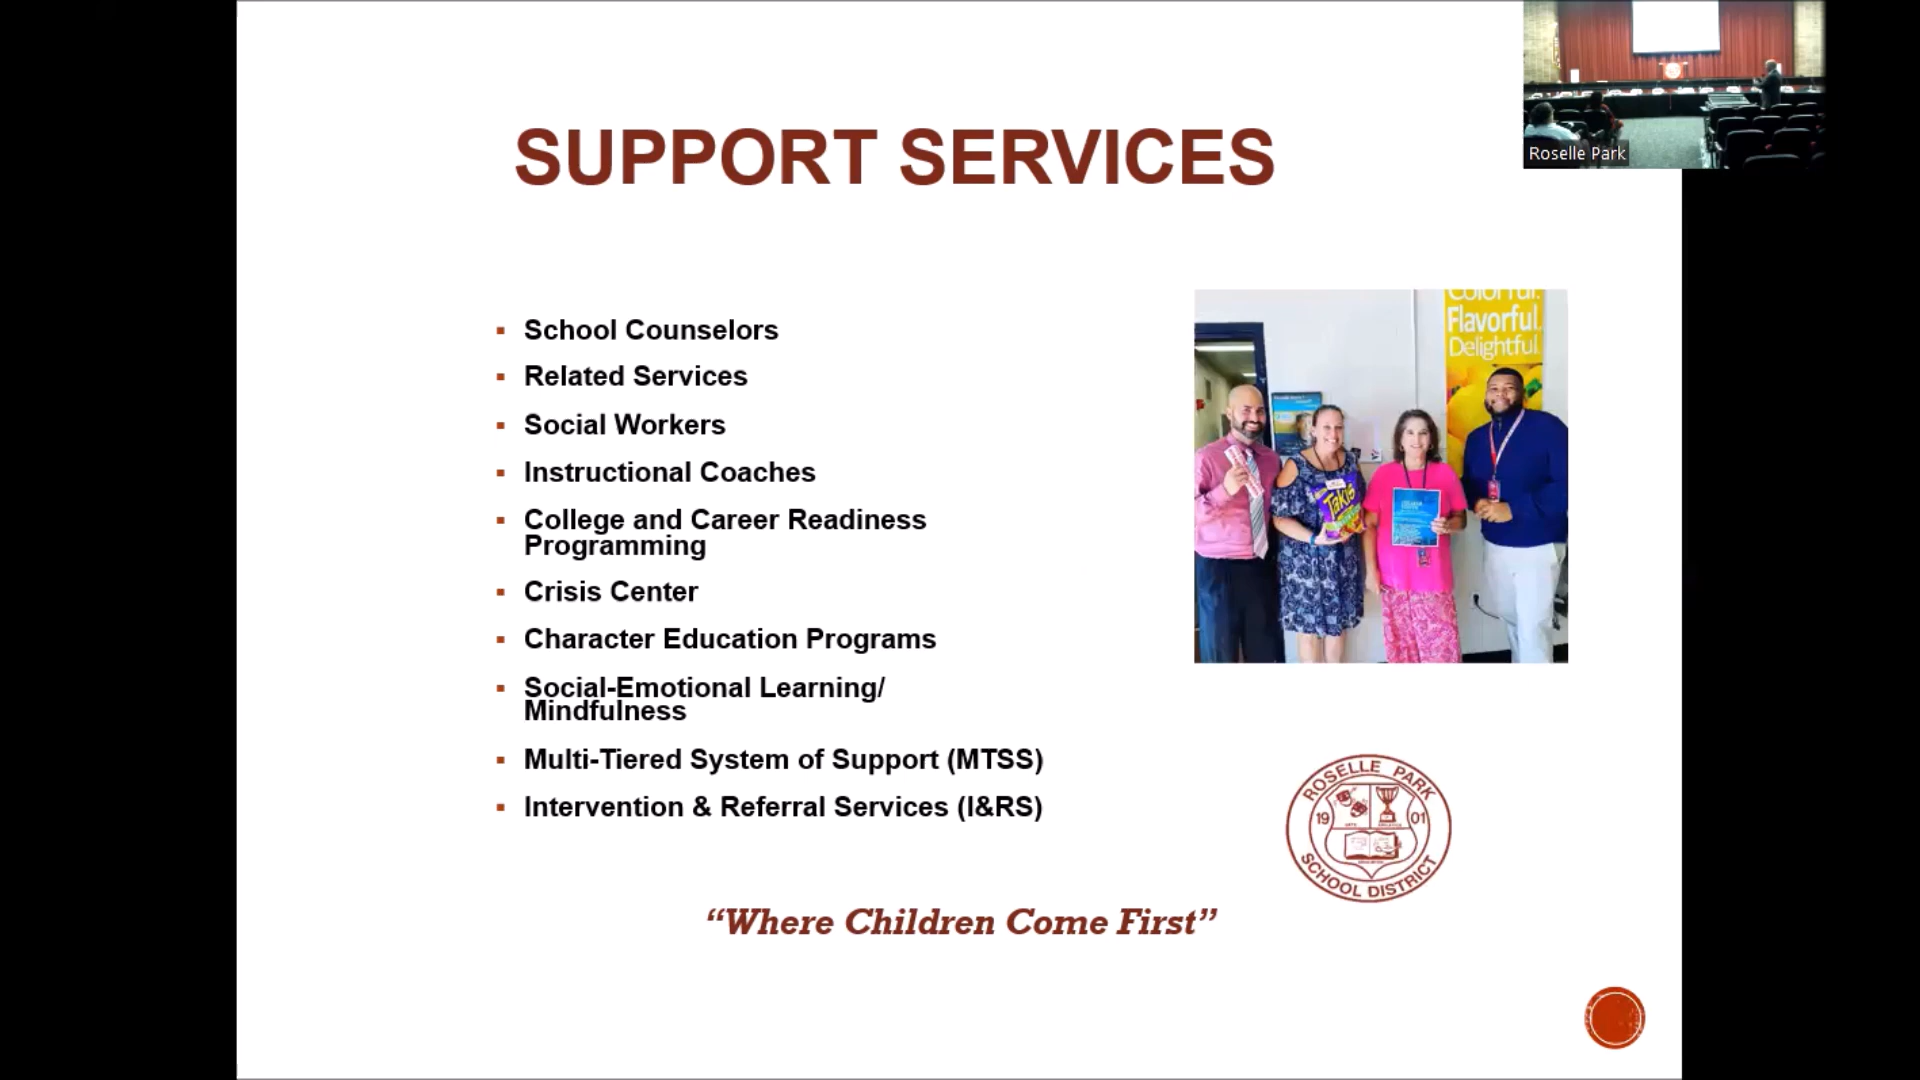 SUPPORT SERVICES
Roselle Park
School Counselors
Related Services
Social Workers
Instructional Coaches
College and Career Readiness
Programming
Crisis Center
Character Education Programs
Social-Emotional Learning/
Mindfulness
Multi-Tiered System of Support (MTSS)
Intervention & Referral Services (I&RS)
Colorful.
Flavorful.
Delightful.
Takis
ROSELLE PARK
19 01
SCHOOL DISTRICT
“Where Children Come First”